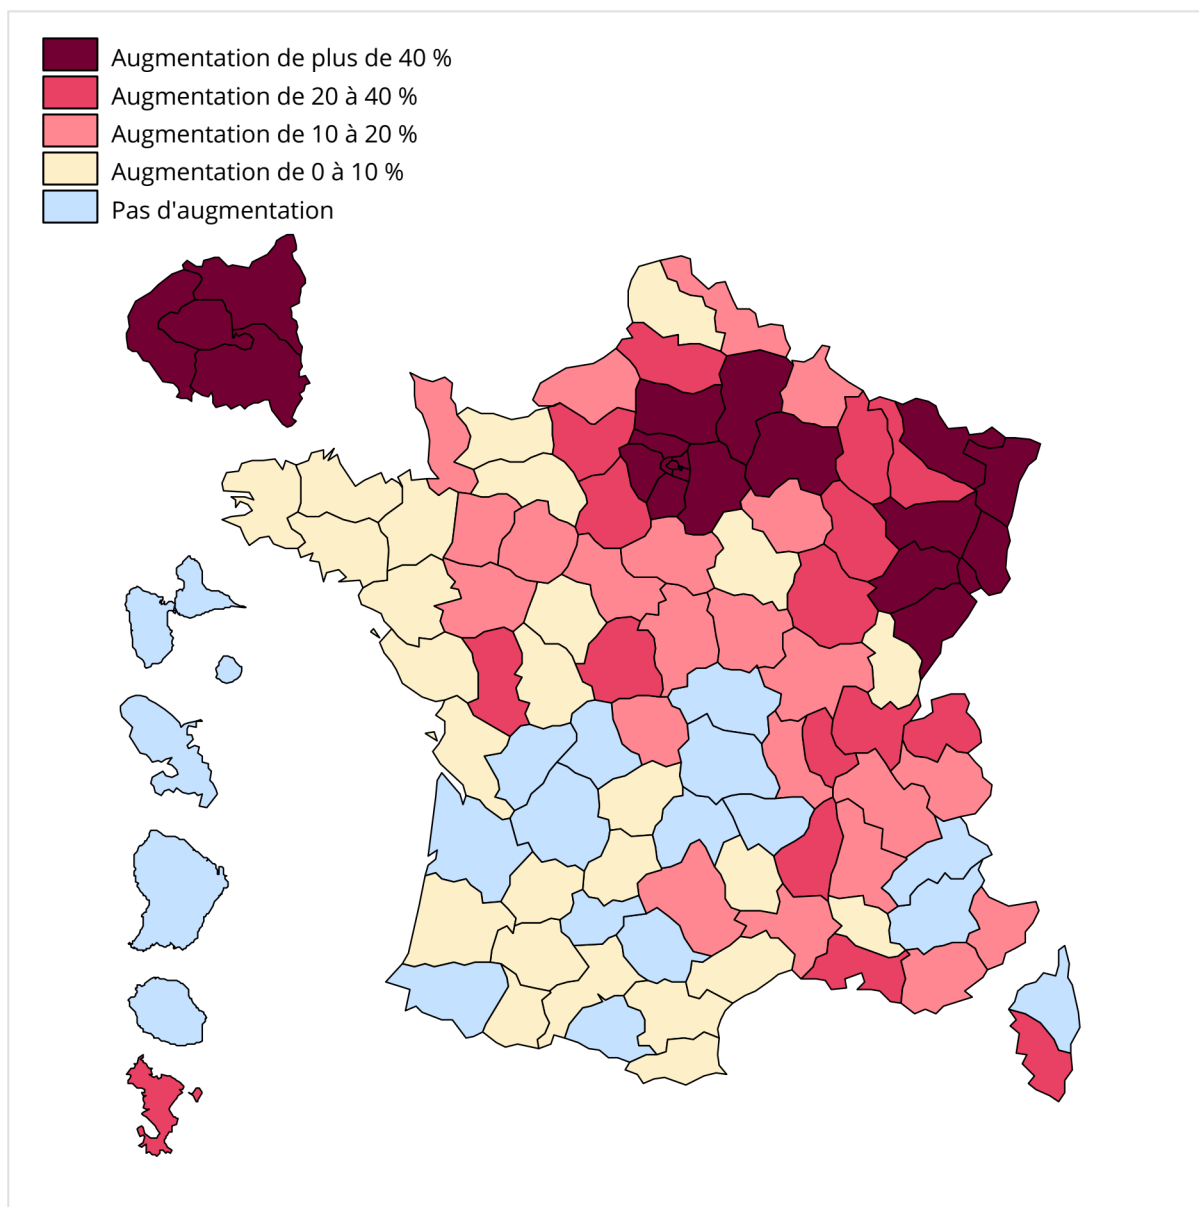 Augmentation de plus de 40 %
Augmentation de 20 à 40 %
Augmentation de 10 à 20 %
Augmentation de 0 à 10 %
Pas d'augmentation